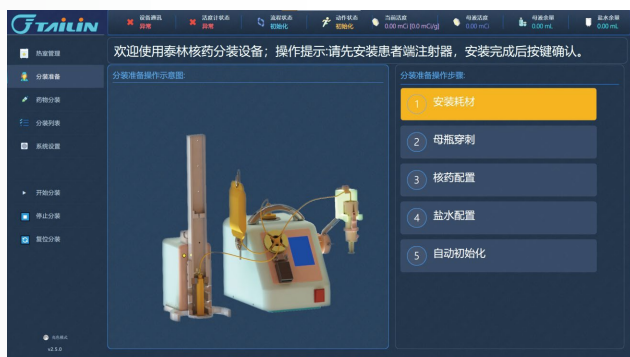 TAILIN
设备通讯
异常
活度计状态
异常
流程状态
初始化
动作状态
初始化
当前活度
0.00 mCi (0.0 mCi/g)
母液活度
0.00 mCi
母液余量
0.00 mL
盐水余量
0.00 mL
热室管理
分装准备
药物分装
分装列表
系统设置
开始分装
停止分装
复位分装
v2.5.0
欢迎使用泰林核药分装设备；操作提示:请先安装患者端注射器，安装完成后按键确认。
分装准备操作示意图:
分装准备操作步骤:
1 安装耗材
2 母瓶穿刺
3 核药配置
4 盐水配置
5 自动初始化